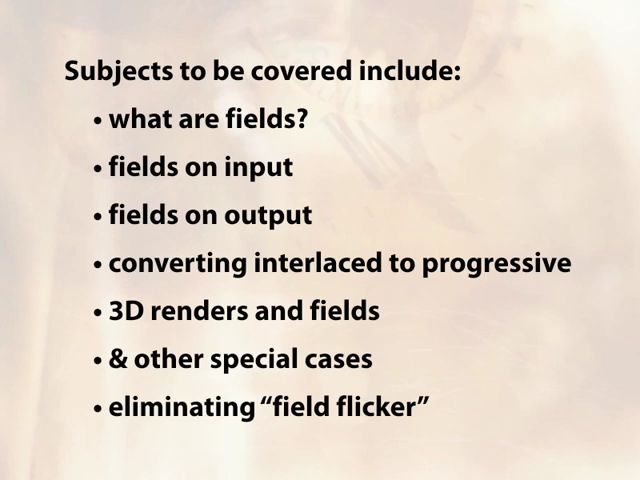 Subjects to be covered include:
• what are fields?
• fields on input
• fields on output
• converting interlaced to progressive
• 3D renders and fields
• & other special cases
• eliminating “field flicker”